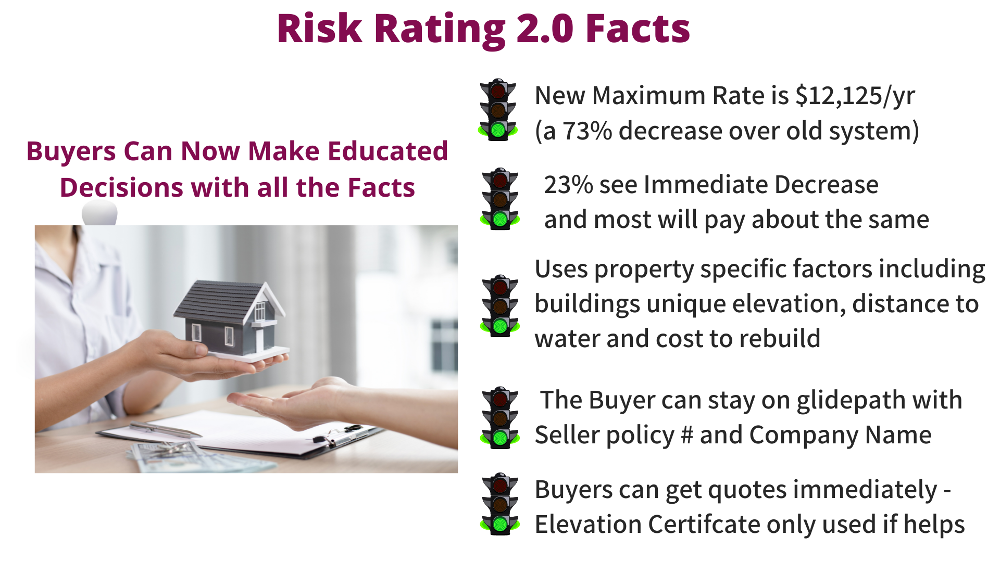 Risk Rating 2.0 Facts
Buyers Can Now Make Educated
Decisions with all the Facts
New Maximum Rate is $12,125/yr
(a 73% decrease over old system)
23% see Immediate Decrease
and most will pay about the same
Uses property specific factors including
buildings unique elevation, distance to
water and cost to rebuild
The Buyer can stay on glidepath with
Seller policy # and Company Name
Buyers can get quotes immediately -
Elevation Certifcate only used if helps